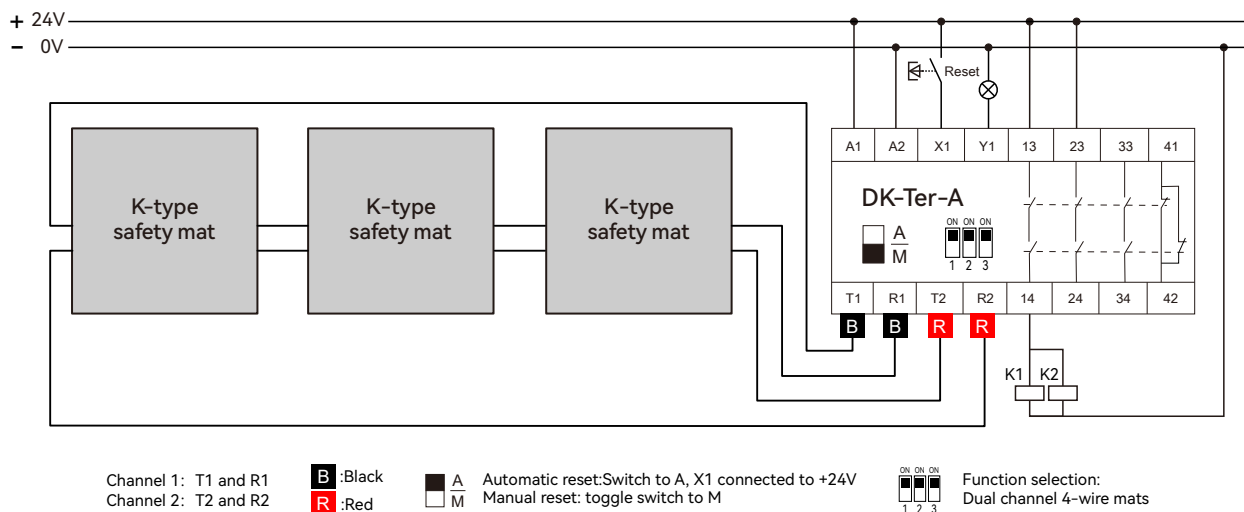 + 24V
− 0V
Reset
K-type
safety mat
K-type
safety mat
K-type
safety mat
A1 A2 X1 Y1 13 23 33 41
DK-Ter-A
A
M
ON ON ON
1 2 3
T1 R1 T2 R2 14 24 34 42
B B R R
K1 K2
Channel 1: T1 and R1
Channel 2: T2 and R2
B :Black
R :Red
A
M
Automatic reset:Switch to A, X1 connected to +24V
Manual reset: toggle switch to M
ON ON ON
1 2 3
Function selection:
Dual channel 4-wire mats